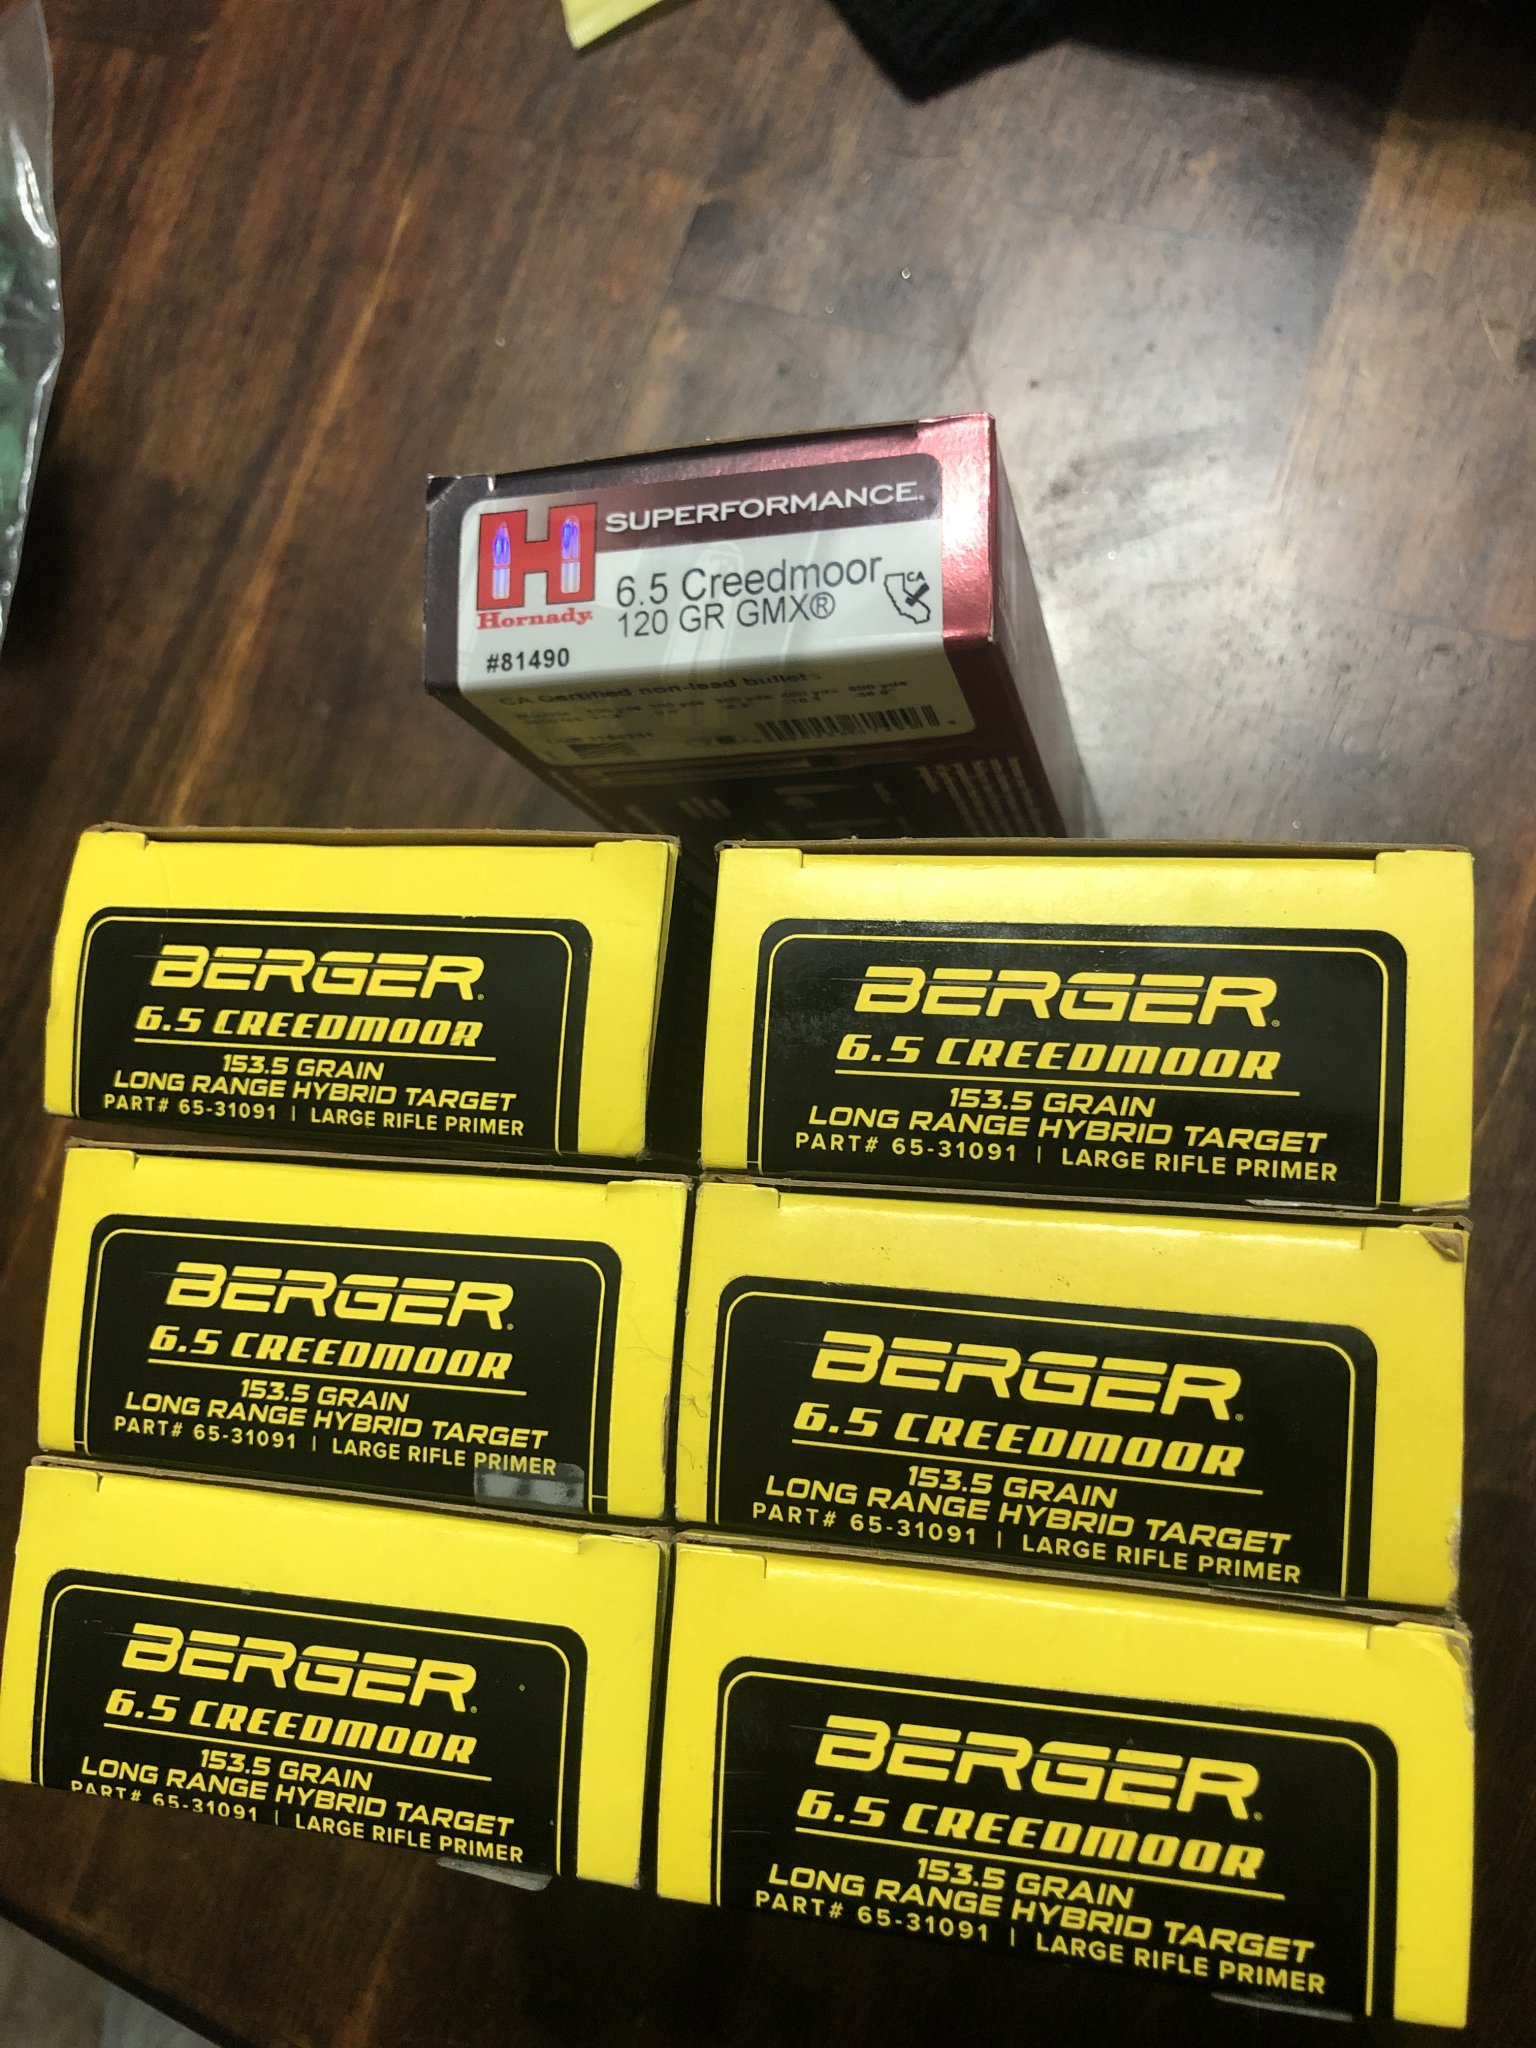 SUPERFORMANCE®
Hornady®
6.5 Creedmoor
CA
120 GR GMX®
#81490
CA Certified non-lead bullets
BERGER®
6.5 CREEDMOOR
153.5 GRAIN
LONG RANGE HYBRID TARGET
PART# 65-31091 | LARGE RIFLE PRIMER
BERGER®
6.5 CREEDMOOR
153.5 GRAIN
LONG RANGE HYBRID TARGET
PART# 65-31091 | LARGE RIFLE PRIMER
BERGER®
6.5 CREEDMOOR
153.5 GRAIN
LONG RANGE HYBRID TARGET
PART# 65-31091 | LARGE RIFLE PRIMER
BERGER®
6.5 CREEDMOOR
153.5 GRAIN
LONG RANGE HYBRID TARGET
PART# 65-31091 | LARGE RIFLE PRIMER
BERGER®
6.5 CREEDMOOR
153.5 GRAIN
LONG RANGE HYBRID TARGET
PART# 65-31091 | LARGE RIFLE PRIMER
BERGER®
6.5 CREEDMOOR
153.5 GRAIN
LONG RANGE HYBRID TARGET
PART# 65-31091 | LARGE RIFLE PRIMER